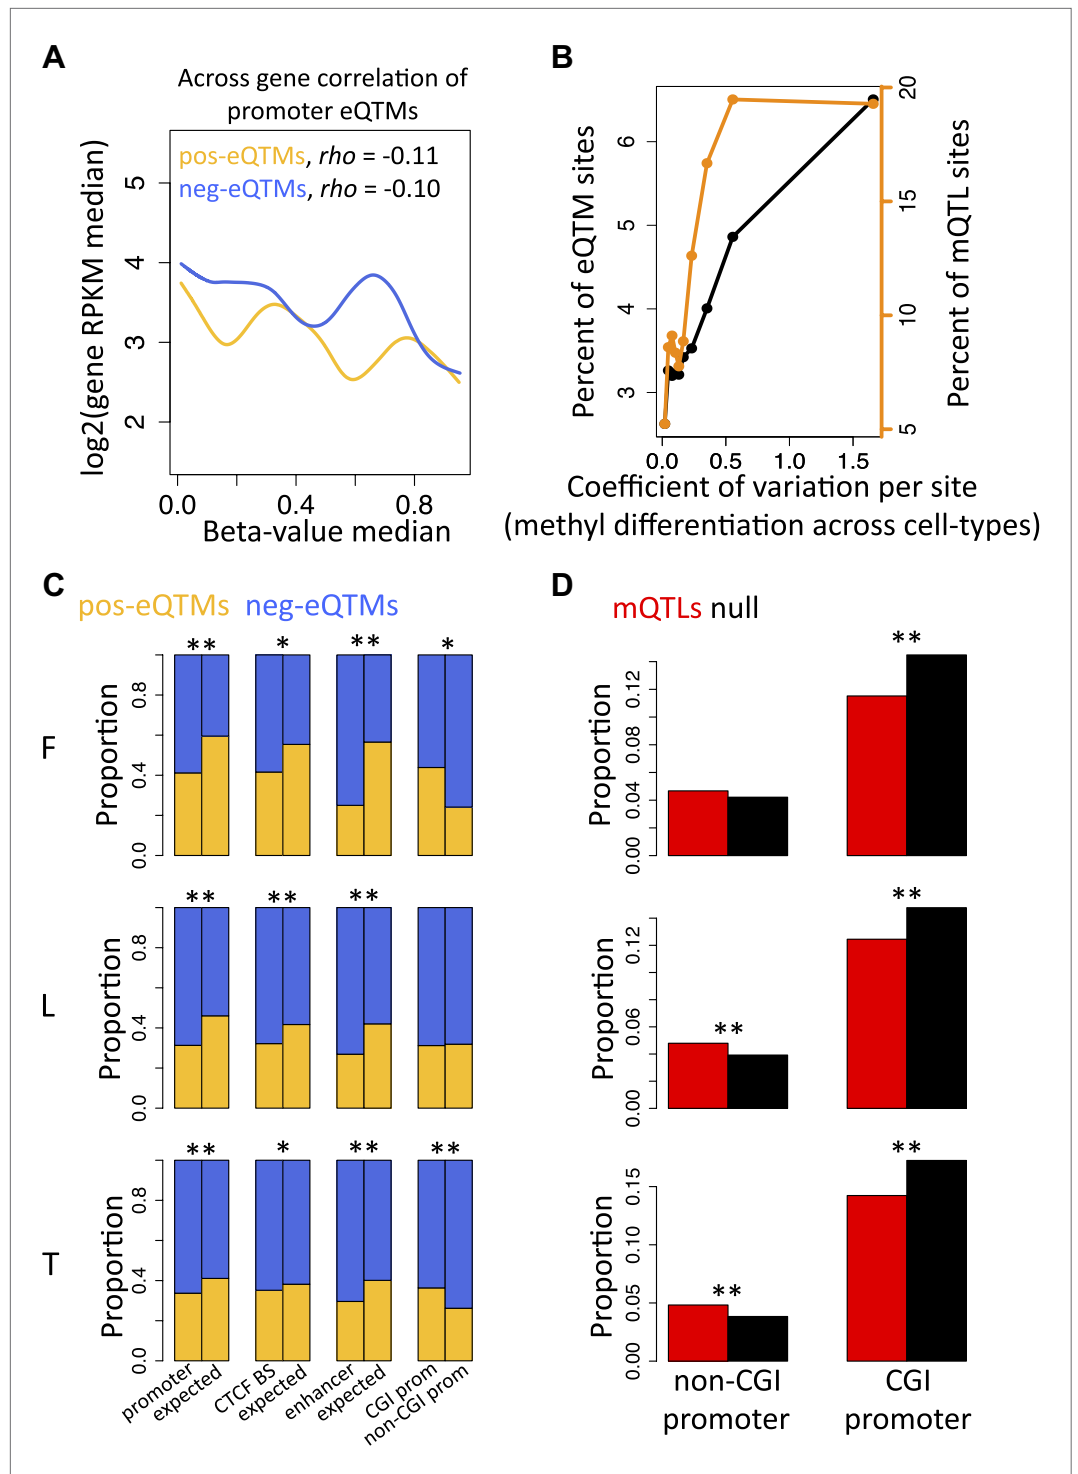 A
Across gene correlation of
promoter eQTMs
pos-eQTMs, rho = -0.11
neg-eQTMs, rho = -0.10
log2(gene RPKM median)
5
4
3
2
0.0 0.4 0.8
Beta-value median
B
Percent of eQTM sites
6
5
4
3
20
15
10
5
Percent of mQTL sites
0.0 0.5 1.0 1.5
Coefficient of variation per site
(methyl differentiation across cell-types)
C
pos-eQTMs neg-eQTMs
** * ** *
F
Proportion
0.8
0.4
0.0
** ** **
L
Proportion
0.8
0.4
0.0
** * ** **
T
Proportion
0.8
0.4
0.0
promoter
expected
CTCF BS
expected
enhancer
expected
CGI prom
non-CGI prom
D
mQTLs null
**
Proportion
0.12
0.08
0.04
0.00
**
**
Proportion
0.12
0.06
0.00
**
**
Proportion
0.15
0.10
0.05
0.00
non-CGI
promoter
CGI
promoter